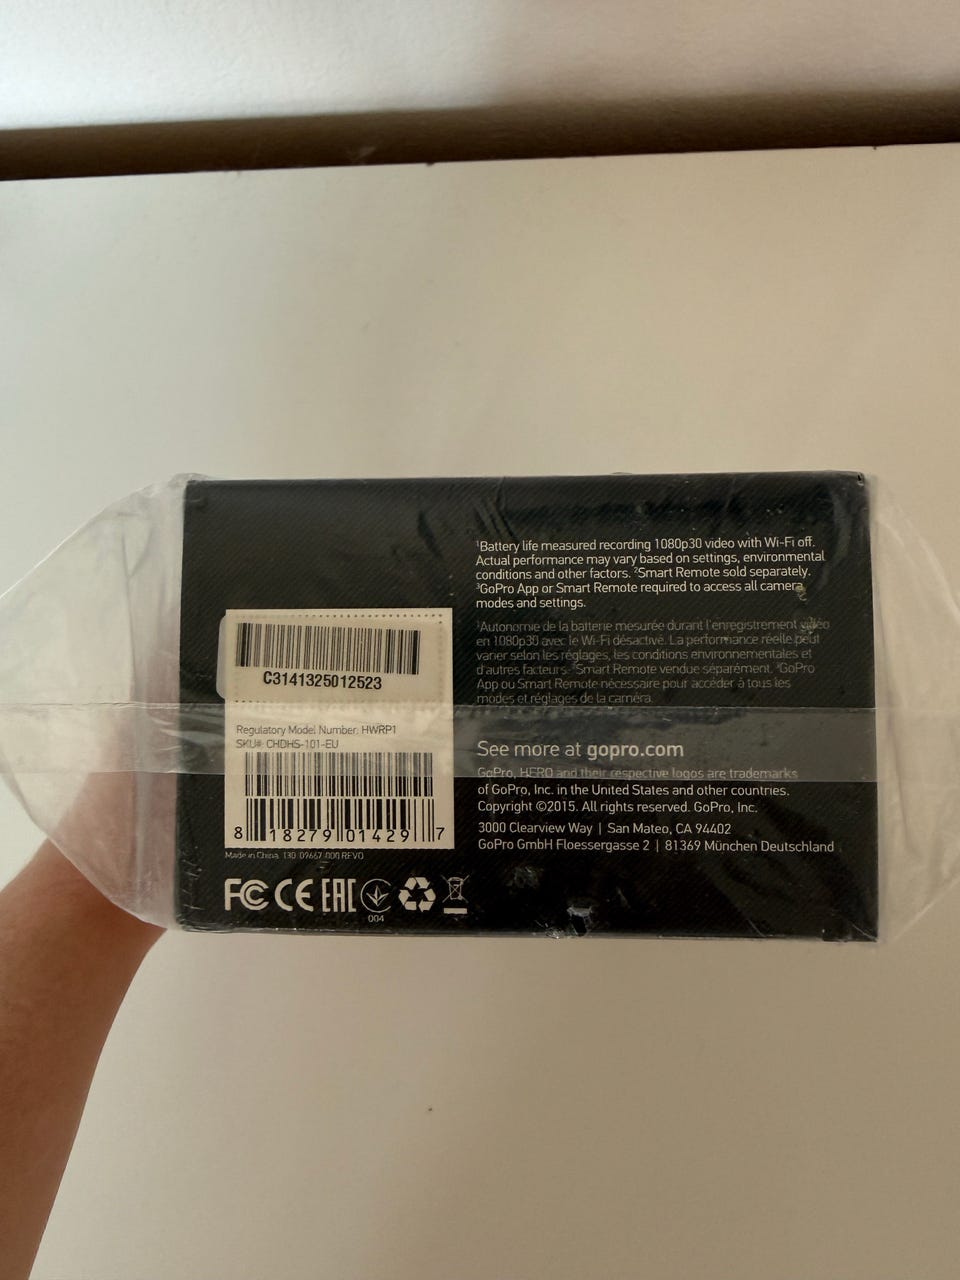 C3141325012523
Regulatory Model Number: HWRP1
SKU#: CHDHS-101-EU
8 18279 01429 7
Made in China 130-09667-000 REVD
FC CE EAC
004
¹Battery life measured recording 1080p30 video with Wi-Fi off.
Actual performance may vary based on settings, environmental
conditions and other factors. ²Smart Remote sold separately.
³GoPro App or Smart Remote required to access all camera
modes and settings.
¹Autonomie de la batterie mesurée durant l'enregistrement vidéo
en 1080p30 avec le Wi-Fi désactivé. La performance réelle peut
varier selon les réglages, les conditions environnementales et
d'autres facteurs. ²Smart Remote vendue séparément. ³GoPro
App ou Smart Remote nécessaire pour accéder à tous les
modes et réglages de la caméra.
See more at gopro.com
GoPro, HERO and their respective logos are trademarks
of GoPro, Inc. in the United States and other countries.
Copyright ©2015. All rights reserved. GoPro, Inc.
3000 Clearview Way | San Mateo, CA 94402
GoPro GmbH Floessergasse 2 | 81369 München Deutschland